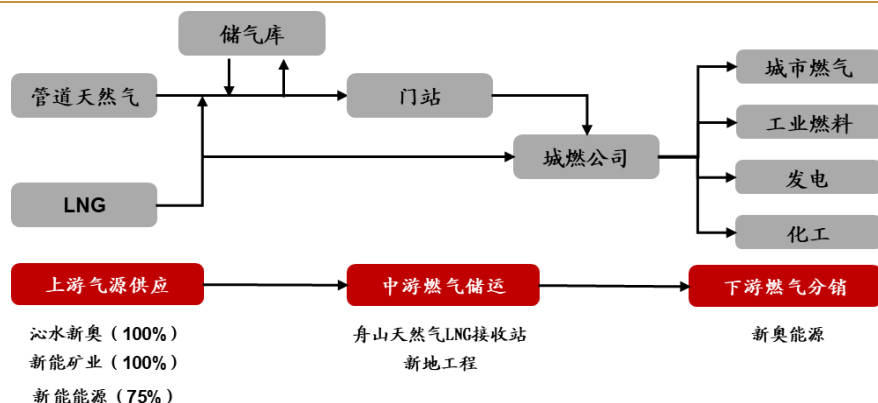 储气库
城市燃气
管道天然气
门站
工业燃料
城燃公司
发电
LNG
化工
上游气源供应
中游燃气储运
下游燃气分销
沁水新奥（100%）
舟山天然气LNG接收站
新奥能源
新能矿业（100%）
新地工程
新能能源（75%）